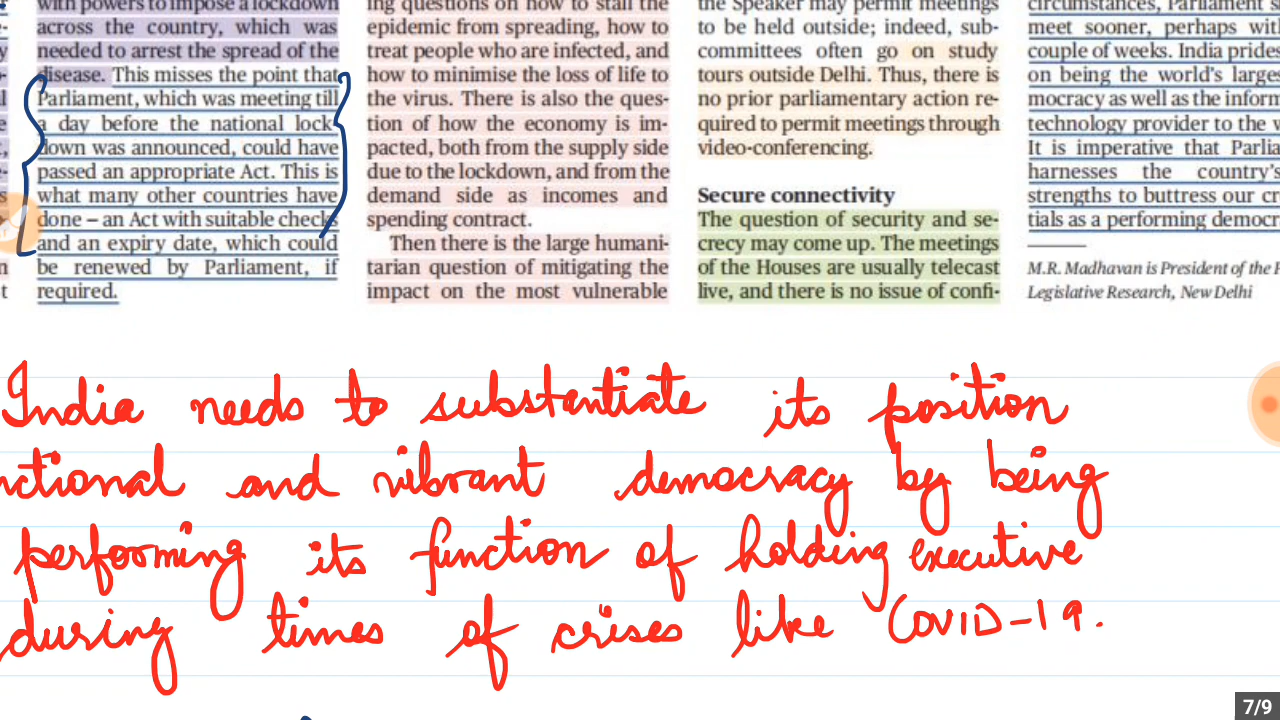 with powers to impose a lockdown
across the country, which was
needed to arrest the spread of the
disease. This misses the point that
Parliament, which was meeting till
a day before the national lock-
down was announced, could have
passed an appropriate Act. This is
what many other countries have
done – an Act with suitable checks
and an expiry date, which could
be renewed by Parliament, if
required.
ing questions on how to stall the
epidemic from spreading, how to
treat people who are infected, and
how to minimise the loss of life to
the virus. There is also the ques-
tion of how the economy is im-
pacted, both from the supply side
due to the lockdown, and from the
demand side as incomes and
spending contract.
Then there is the large humani-
tarian question of mitigating the
impact on the most vulnerable
the Speaker may permit meetings
to be held outside; indeed, sub-
committees often go on study
tours outside Delhi. Thus, there is
no prior parliamentary action re-
quired to permit meetings through
video-conferencing.
Secure connectivity
The question of security and se-
crecy may come up. The meetings
of the Houses are usually telecast
live, and there is no issue of confi-
circumstances, Parliament s
meet sooner, perhaps with
couple of weeks. India prides
on being the world's larges
mocracy as well as the inform
technology provider to the w
It is imperative that Parlia
harnesses the country's
strengths to buttress our cr
tials as a performing democr
M.R. Madhavan is President of the P
Legislative Research, New Delhi
India needs to substantiate its position
nctional and vibrant democracy by being
performing its function of holding executive
during times of crises like COVID-19.
7/9